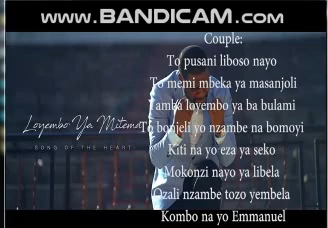 www.BANDICAM.com
Couple:
To pusani liboso nayo
To memi mbeka ya masanjoli
Tamba loyembo ya ba bulami
Loyembo Ya Mitema
To bonjeli yo nzambe na bomoyi
SONG OF THE HEART
Kiti na yo eza ya seko
Mokonzi nayo ya libela
Ozali nzambe tozo yembela
Kombo na yo Emmanuel